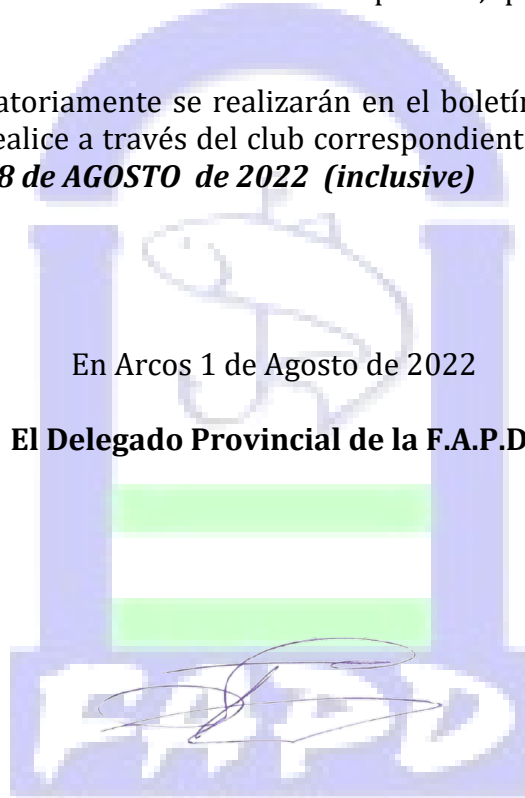 atoriamente se realizarán en el boletín
ealice a través del club correspondient
8 de AGOSTO de 2022 (inclusive)
En Arcos 1 de Agosto de 2022
El Delegado Provincial de la F.A.P.D
FAPD